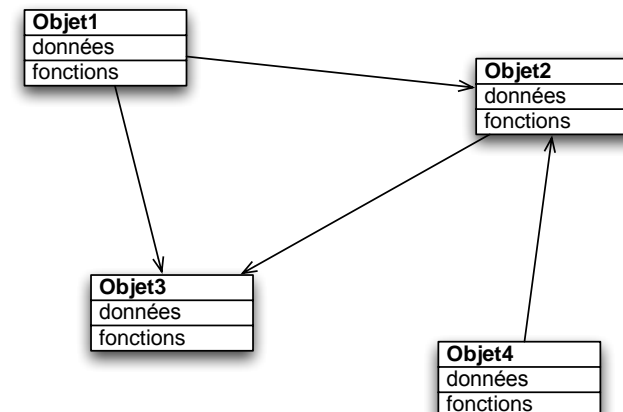 Objet1
données
fonctions
Objet2
données
fonctions
Objet3
données
fonctions
Objet4
données
fonctions